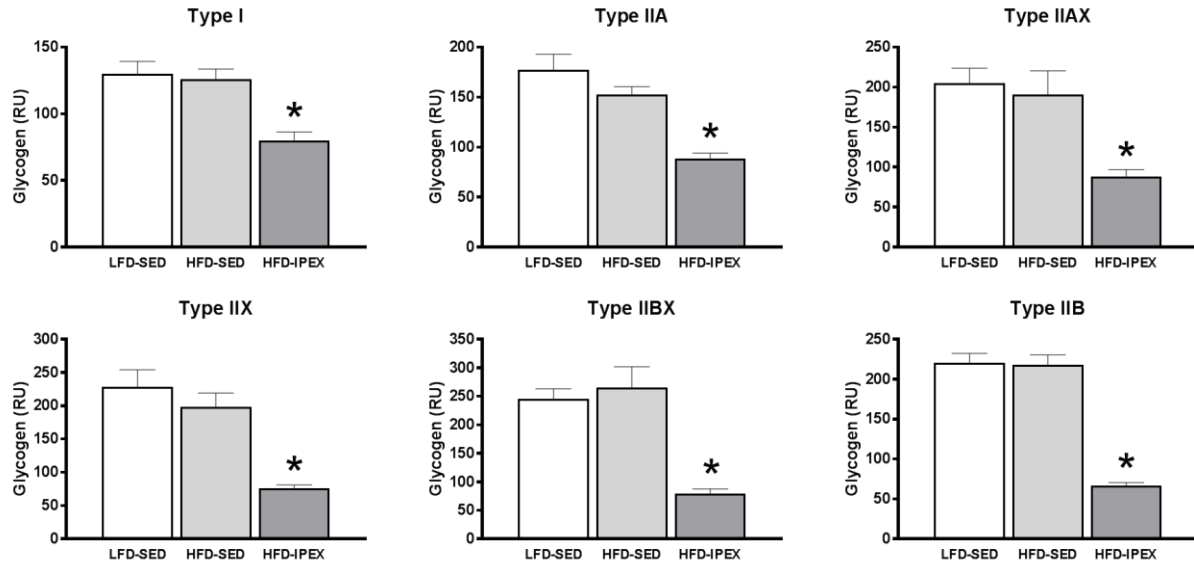 Type I
Type IIA
Type IIAX
Glycogen (RU)
150
100
50
0
*
LFD-SED HFD-SED HFD-IPEX
Glycogen (RU)
200
150
100
50
0
*
LFD-SED HFD-SED HFD-IPEX
Glycogen (RU)
250
200
150
100
50
0
*
LFD-SED HFD-SED HFD-IPEX
Type IIX
Type IIBX
Type IIB
Glycogen (RU)
300
250
200
150
100
50
0
*
LFD-SED HFD-SED HFD-IPEX
Glycogen (RU)
350
300
250
200
150
100
50
0
*
LFD-SED HFD-SED HFD-IPEX
Glycogen (RU)
250
200
150
100
50
0
*
LFD-SED HFD-SED HFD-IPEX